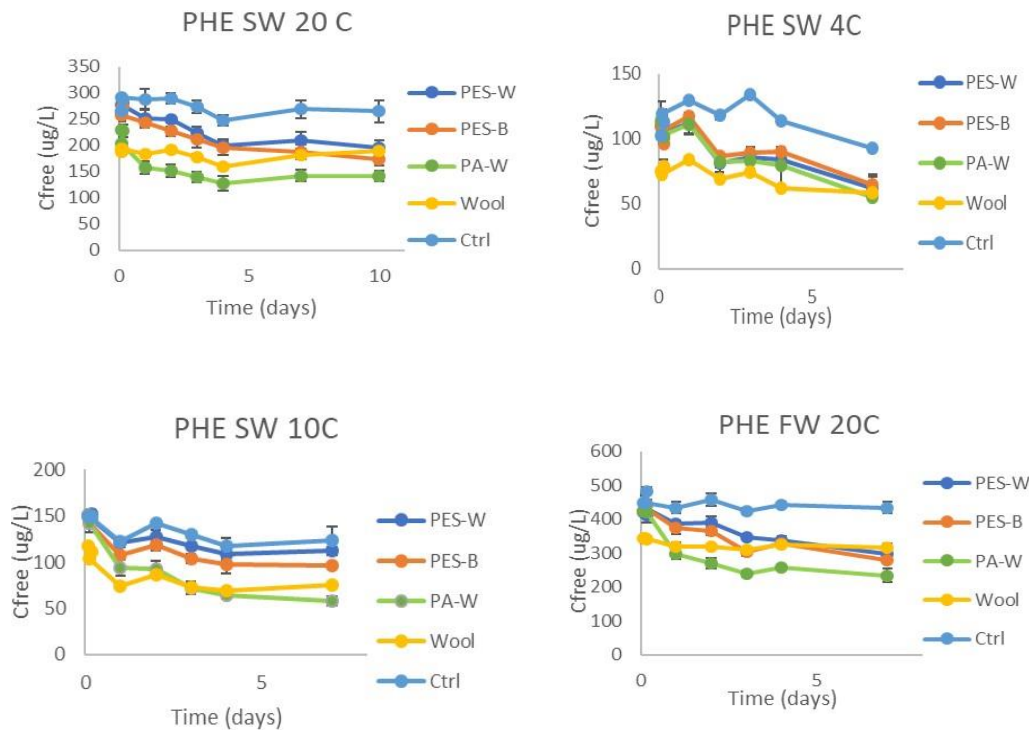 PHE SW 20 C
Cfree (ug/L)
350
300
250
200
150
100
50
0
0
5
10
Time (days)
PES-W
PES-B
PA-W
Wool
Ctrl
PHE SW 4C
Cfree (ug/L)
150
100
50
0
0
5
Time (days)
PES-W
PES-B
PA-W
Wool
Ctrl
PHE SW 10C
Cfree (ug/L)
200
150
100
50
0
0
5
Time (days)
PES-W
PES-B
PA-W
Wool
Ctrl
PHE FW 20C
Cfree (ug/L)
600
500
400
300
200
100
0
0
5
Time (days)
PES-W
PES-B
PA-W
Wool
Ctrl